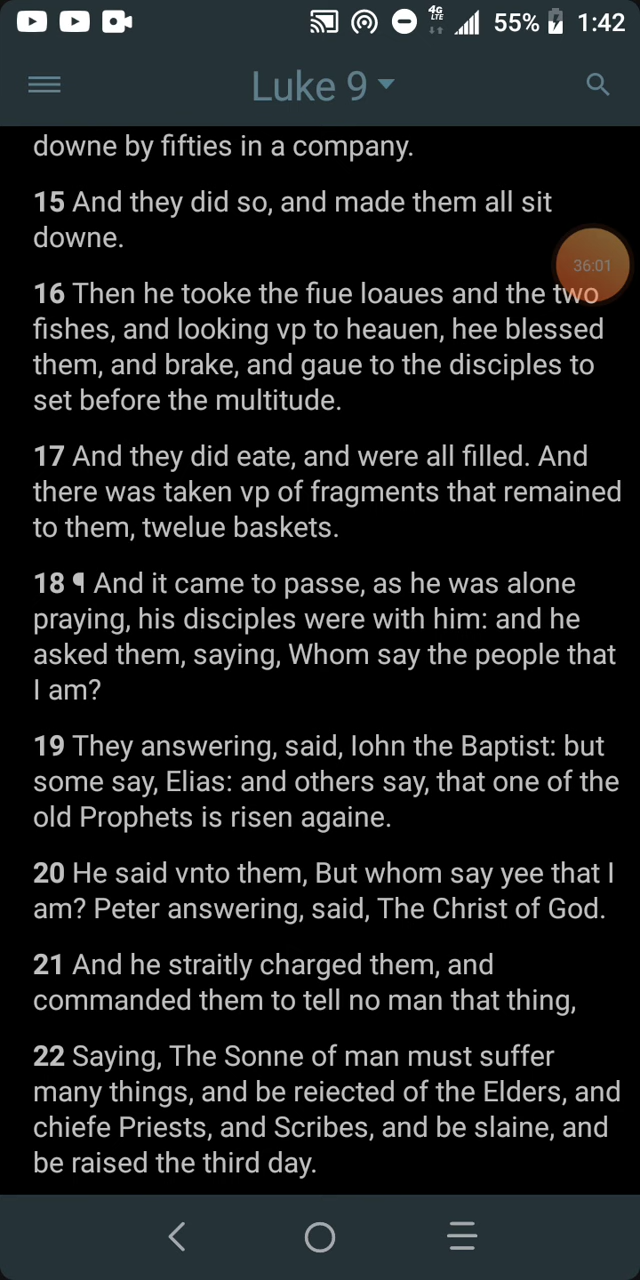 4G
LTE
55%
1:42
Luke 9
downe by fifties in a company.
15 And they did so, and made them all sit
downe.
36:01
16 Then he tooke the fiue loaues and the two
fishes, and looking vp to heauen, hee blessed
them, and brake, and gaue to the disciples to
set before the multitude.
17 And they did eate, and were all filled. And
there was taken vp of fragments that remained
to them, twelue baskets.
18 ¶ And it came to passe, as he was alone
praying, his disciples were with him: and he
asked them, saying, Whom say the people that
I am?
19 They answering, said, Iohn the Baptist: but
some say, Elias: and others say, that one of the
old Prophets is risen againe.
20 He said vnto them, But whom say yee that I
am? Peter answering, said, The Christ of God.
21 And he straitly charged them, and
commanded them to tell no man that thing,
22 Saying, The Sonne of man must suffer
many things, and be reiected of the Elders, and
chiefe Priests, and Scribes, and be slaine, and
be raised the third day.